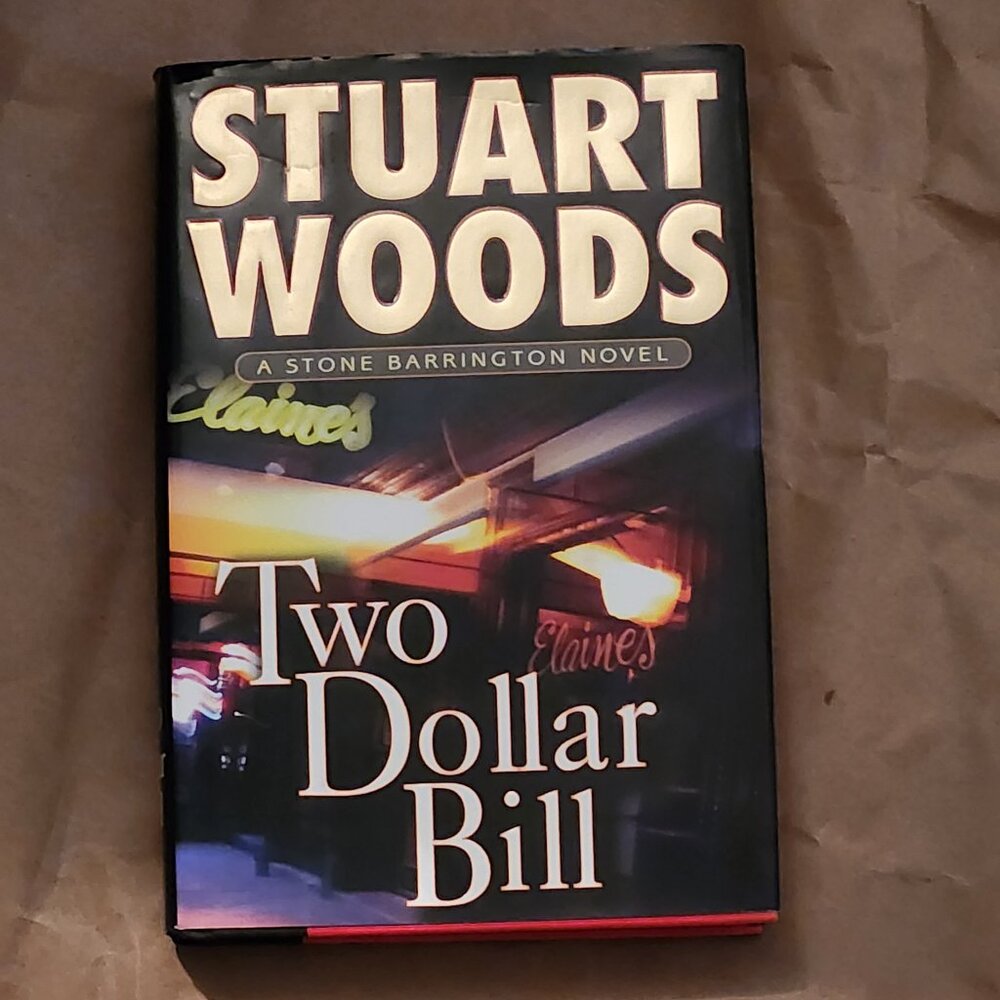 STUART
WOODS
A STONE BARRINGTON NOVEL
Elaine's
Elaine's
Two
Dollar
Bill